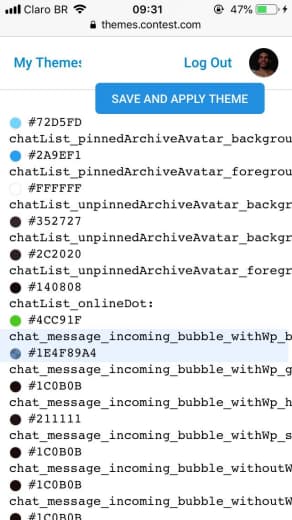 Claro BR 09:31 47%
themes.contest.com
My Themes Log Out
SAVE AND APPLY THEME
#72D5FD
chatList_pinnedArchiveAvatar_backgrou
#2A9EF1
chatList_pinnedArchiveAvatar_foregrou
#FFFFFF
chatList_unpinnedArchiveAvatar_backgr
#352727
chatList_unpinnedArchiveAvatar_backgr
#2C2020
chatList_unpinnedArchiveAvatar_foregr
#140808
chatList_onlineDot:
#4CC91F
chat_message_incoming_bubble_withWp_b
#1E4F89A4
chat_message_incoming_bubble_withWp_g
#1C0B0B
chat_message_incoming_bubble_withWp_h
#211111
chat_message_incoming_bubble_withWp_s
#1C0B0B
chat_message_incoming_bubble_withoutW
#1C0B0B
chat_message_incoming_bubble_withoutW
#1C0B0B